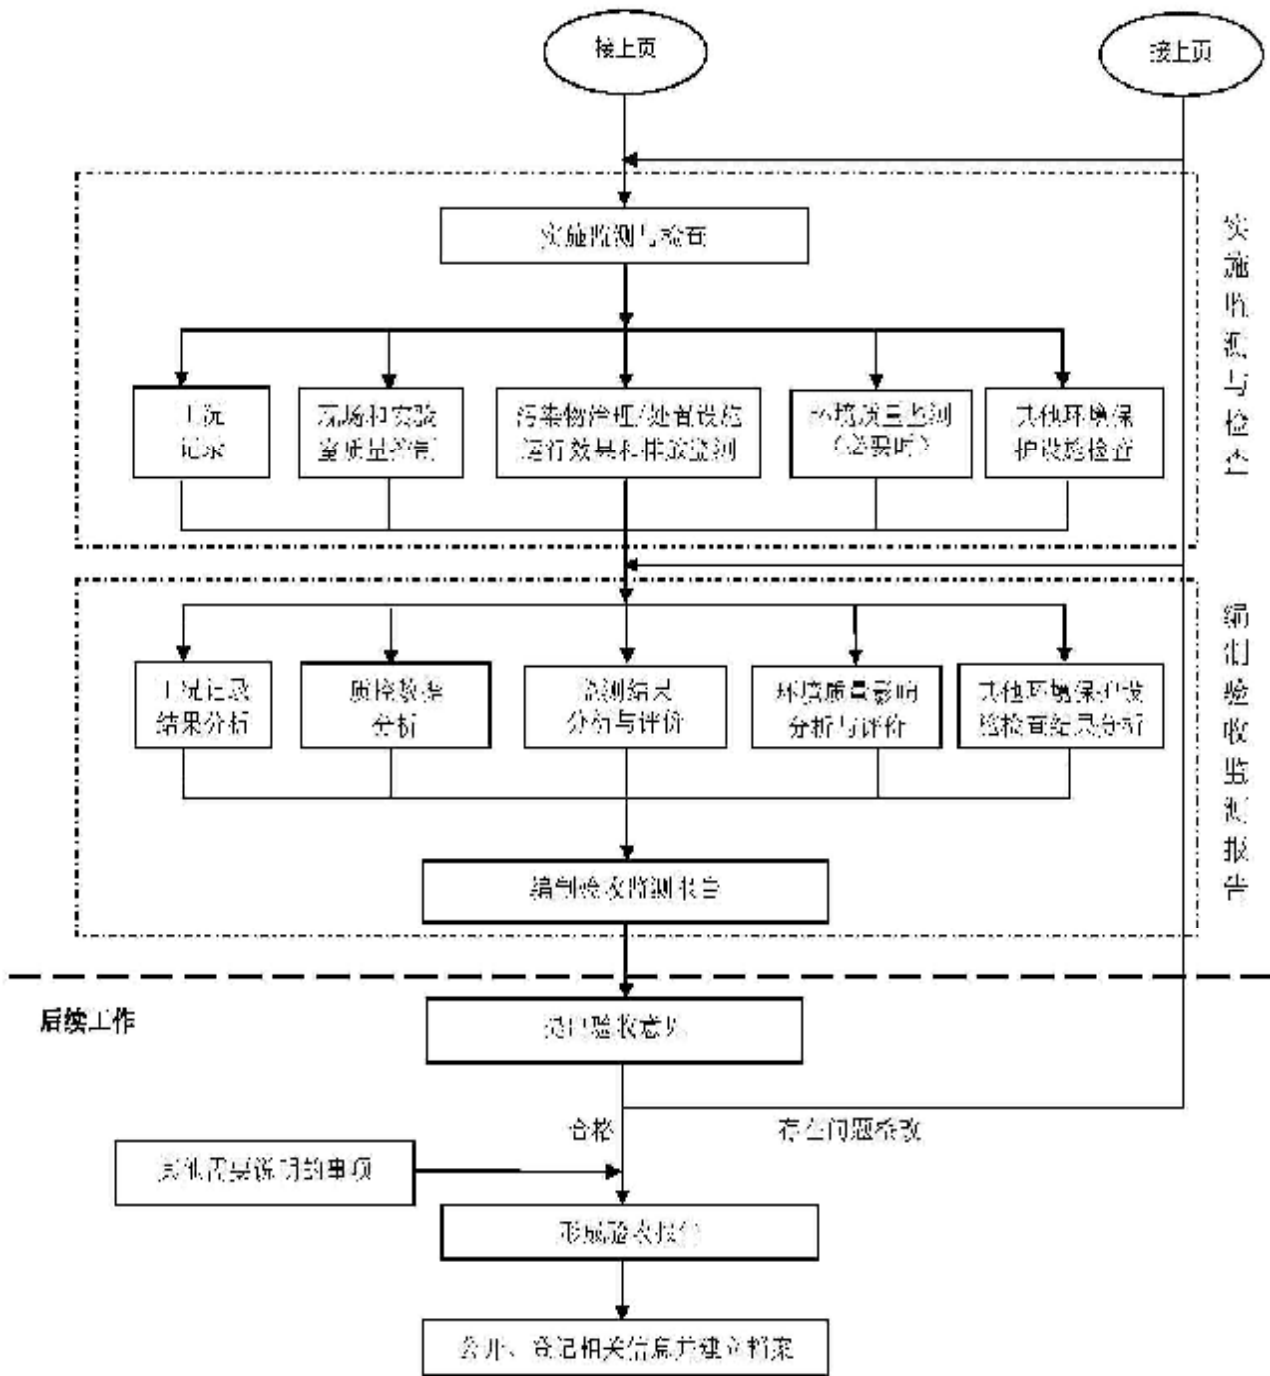 接上页
接上页
实施监测与检查
实施监测与检查
工况
记录
现场和实验
室质量控制
污染物治理/处置设施
运行效果和排放监测
环境质量监测
（必要时）
其他环境保
护设施检查
编制验收监测报告
工况记录
结果分析
质控数据
分析
监测结果
分析与评价
环境质量影响
分析与评价
其他环境保护设
施检查结果分析
编制验收监测报告
后续工作
提出验收意见
合格
存在问题整改
其他需要说明的事项
形成验收报告
公开、登记相关信息并建立档案